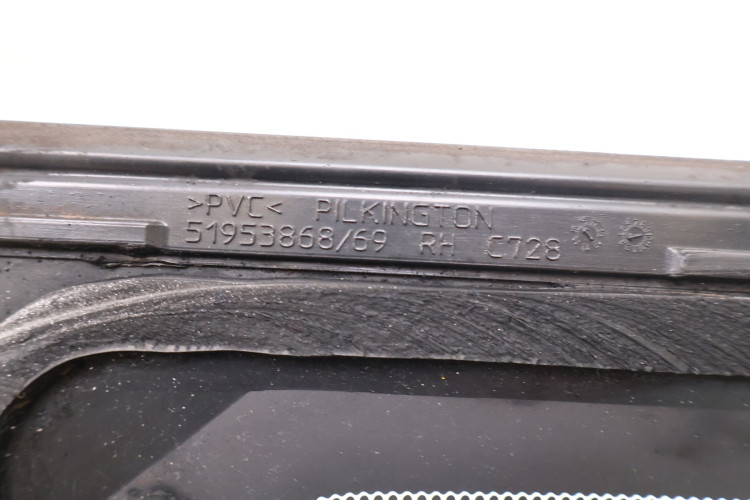 >PVC< PILKINGTON
51953868/69 RH C728